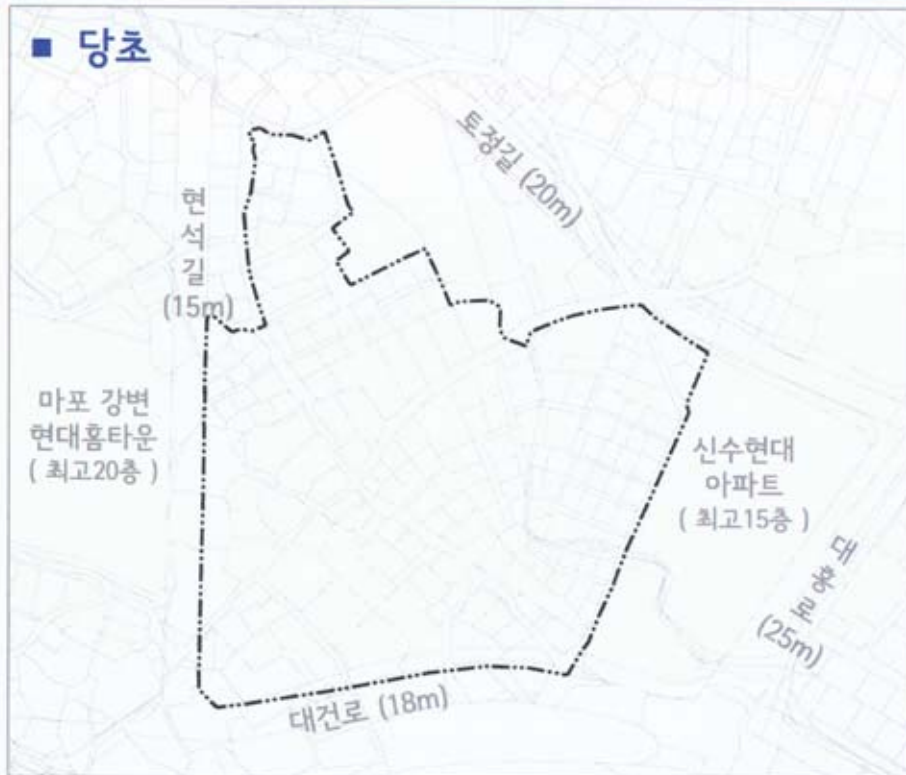 ■ 당초
토정길 (20m)
현석길
(15m)
마포 강변
현대홈타운
( 최고20층 )
신수현대
아파트
( 최고15층 )
대흥로
(25m)
대건로 (18m)